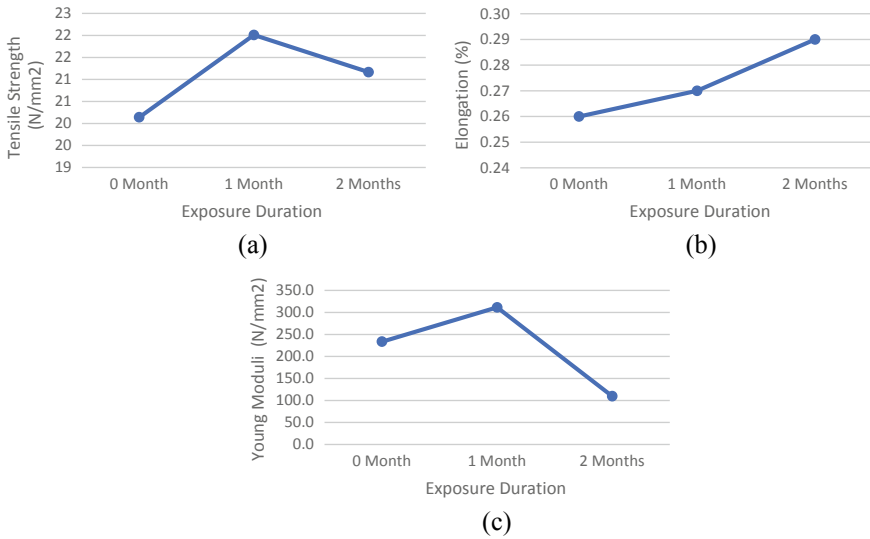 23
22
22
21
21
20
20
19
Tensile Strength
(N/mm2)
0 Month 1 Month 2 Months
Exposure Duration
(a)
0.30
0.29
0.28
0.27
0.26
0.25
0.24
Elongation (%)
0 Month 1 Month 2 Months
Exposure Duration
(b)
350.0
300.0
250.0
200.0
150.0
100.0
50.0
0.0
Young Moduli (N/mm2)
0 Month 1 Month 2 Months
Exposure Duration
(c)